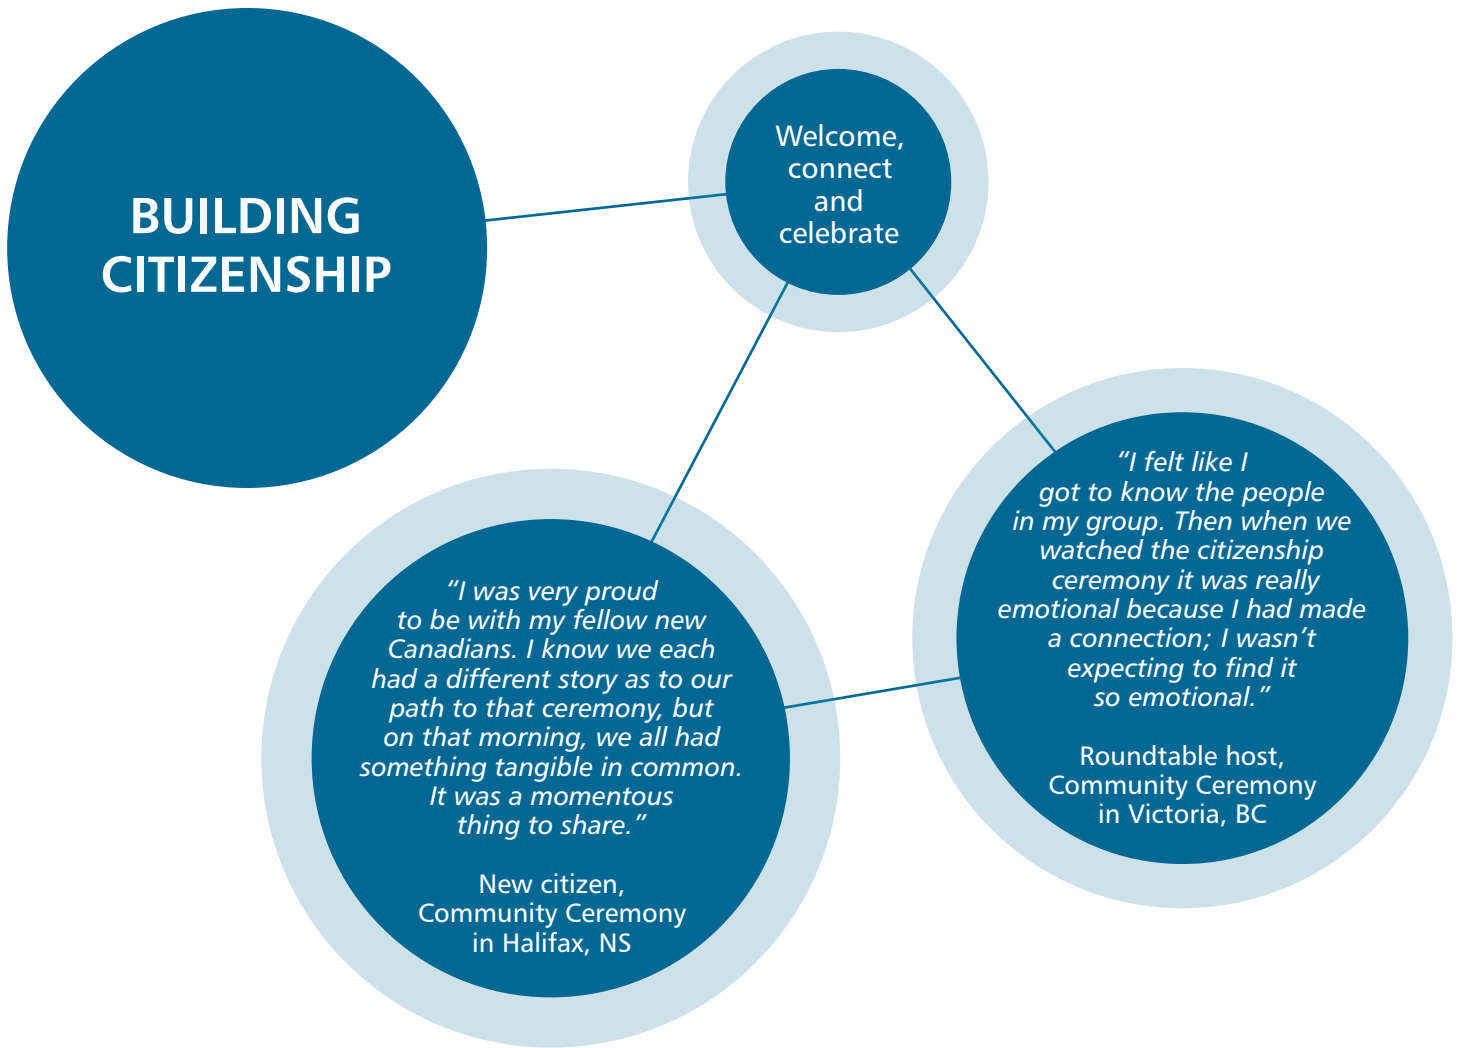 BUILDING
CITIZENSHIP
Welcome,
connect
and
celebrate
“I felt like I
got to know the people
in my group. Then when we
watched the citizenship
ceremony it was really
emotional because I had made
a connection; I wasn’t
expecting to find it
so emotional.”
Roundtable host,
Community Ceremony
in Victoria, BC
“I was very proud
to be with my fellow new
Canadians. I know we each
had a different story as to our
path to that ceremony, but
on that morning, we all had
something tangible in common.
It was a momentous
thing to share.”
New citizen,
Community Ceremony
in Halifax, NS